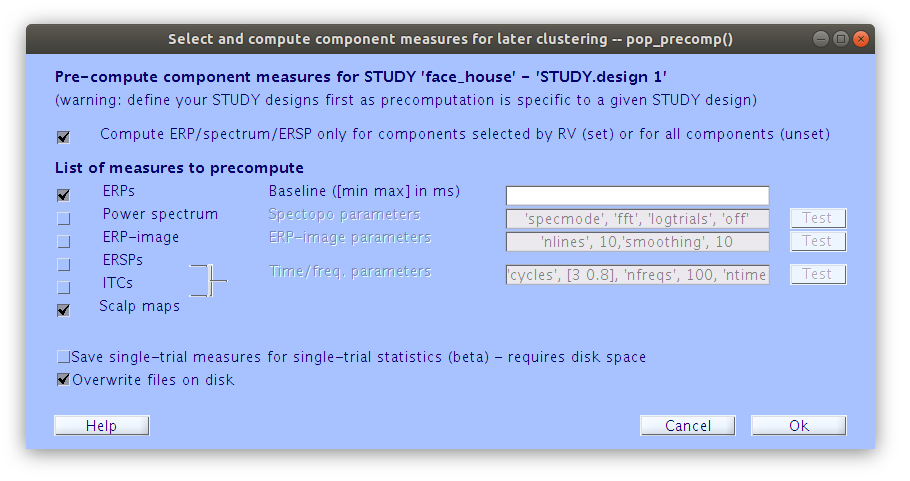 Select and compute component measures for later clustering -- pop_precomp()
Pre-compute component measures for STUDY 'face_house' - 'STUDY.design 1'
(warning: define your STUDY designs first as precomputation is specific to a given STUDY design)
Compute ERP/spectrum/ERSP only for components selected by RV (set) or for all components (unset)
List of measures to precompute
ERPs Baseline ([min max] in ms)
Power spectrum Spectopo parameters 'specmode', 'fft', 'logtrials', 'off' Test
ERP-image ERP-image parameters 'nlines', 10,'smoothing', 10 Test
ERSPs
Time/freq. parameters 'cycles', [3 0.8], 'nfreqs', 100, 'ntime Test
ITCs
Scalp maps
Save single-trial measures for single-trial statistics (beta) - requires disk space
Overwrite files on disk
Help Cancel Ok